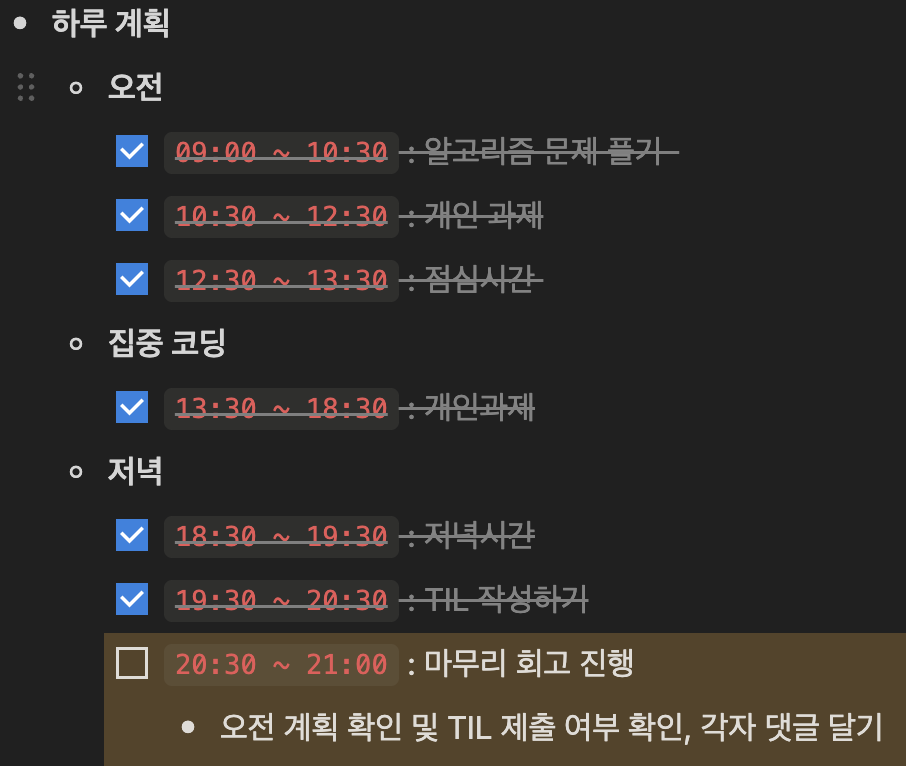 하루 계획
오전
09:00 ~ 10:30 : 알고리즘 문제 풀기
10:30 ~ 12:30 : 개인 과제
12:30 ~ 13:30 : 점심시간
집중 코딩
13:30 ~ 18:30 : 개인과제
저녁
18:30 ~ 19:30 : 저녁시간
19:30 ~ 20:30 : TIL 작성하기
20:30 ~ 21:00 : 마무리 회고 진행
오전 계획 확인 및 TIL 제출 여부 확인, 각자 댓글 달기